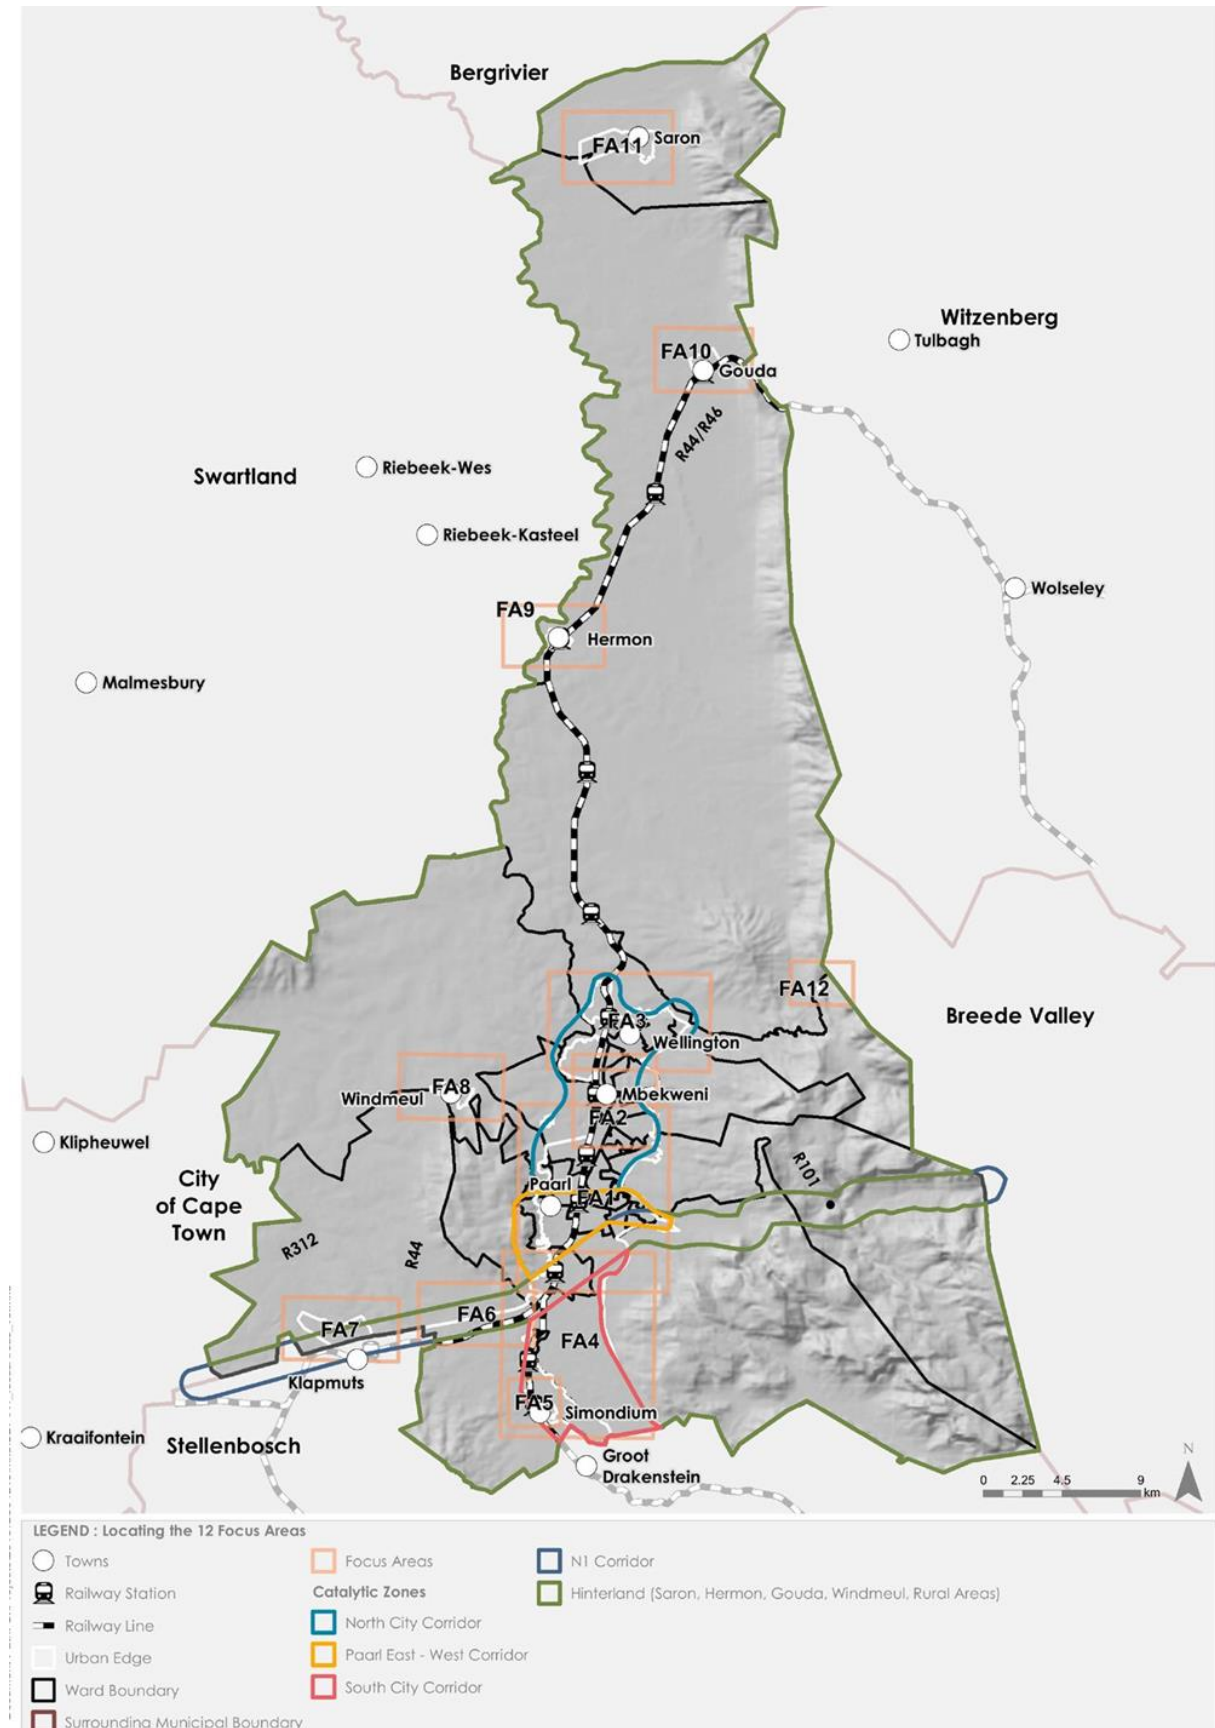 Bergrivier
FA11
Saron
Witzenberg
Tulbagh
FA10
Gouda
R44/R46
Swartland
Riebeek-Wes
Riebeek-Kasteel
Wolseley
FA9
Hermon
Malmesbury
FA12
Breede Valley
FA3
Wellington
FA8
Windmeul
Mbekweni
FA2
Klipheuwel
R101
City
of Cape
Town
Paarl
FA1
R312
R44
FA6
FA7
FA4
Klapmuts
FA5
Simondium
Kraaifontein
Stellenbosch
Groot
Drakenstein
N
0 2.25 4.5 9
km
LEGEND : Locating the 12 Focus Areas
Towns
Railway Station
Railway Line
Urban Edge
Ward Boundary
Surrounding Municipal Boundary
Focus Areas
Catalytic Zones
North City Corridor
Paarl East - West Corridor
South City Corridor
N1 Corridor
Hinterland (Saron, Hermon, Gouda, Windmeul, Rural Areas)